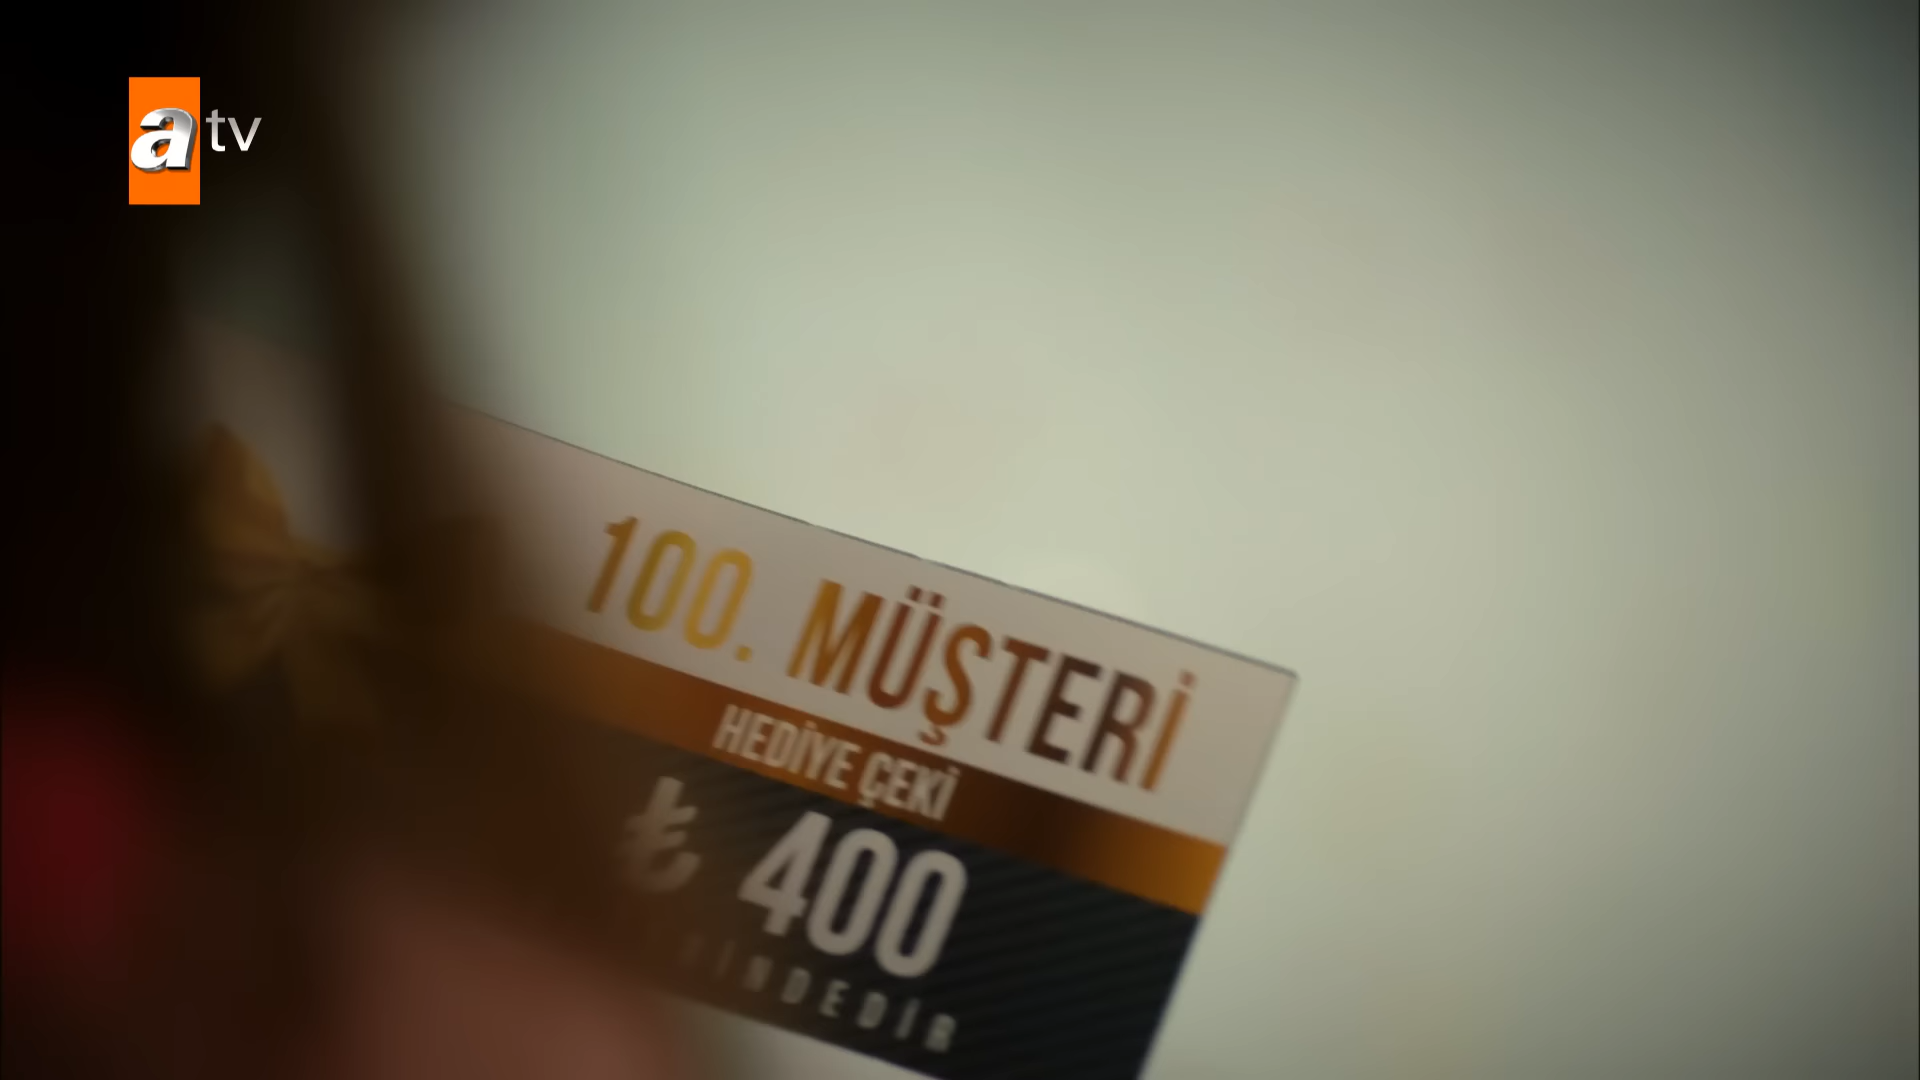 atv
100. MÜŞTERİ
HEDİYE ÇEKİ
₺ 400